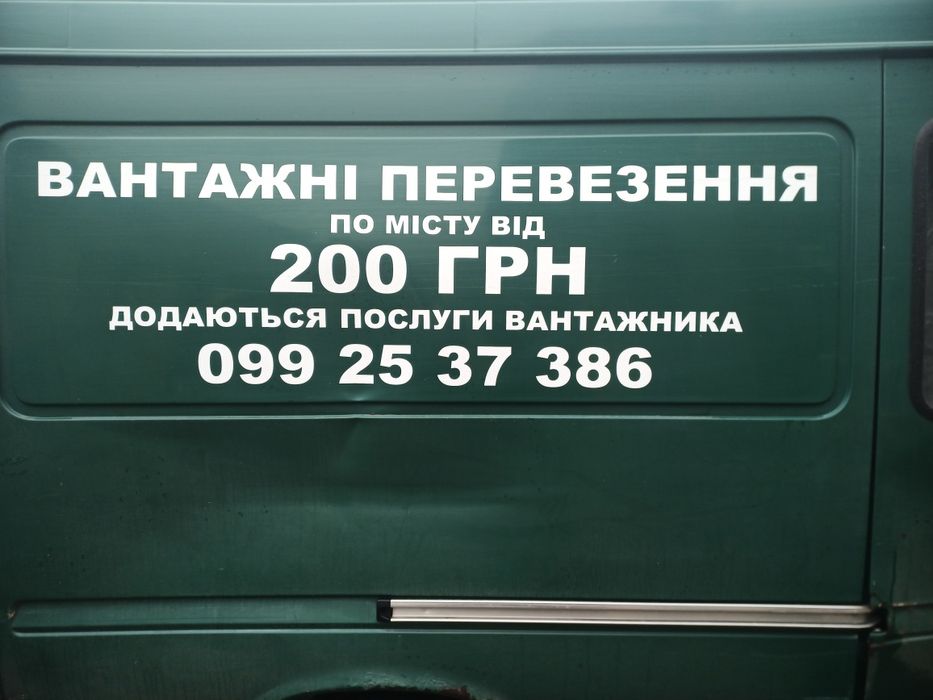 ВАНТАЖНІ ПЕРЕВЕЗЕННЯ
ПО МІСТУ ВІД
200 ГРН
ДОДАЮТЬСЯ ПОСЛУГИ ВАНТАЖНИКА
099 25 37 386